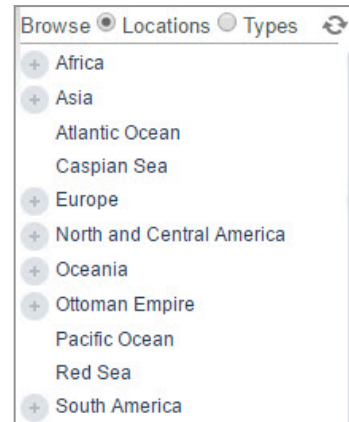 Browse Locations Types
Africa
Asia
Atlantic Ocean
Caspian Sea
Europe
North and Central America
Oceania
Ottoman Empire
Pacific Ocean
Red Sea
South America